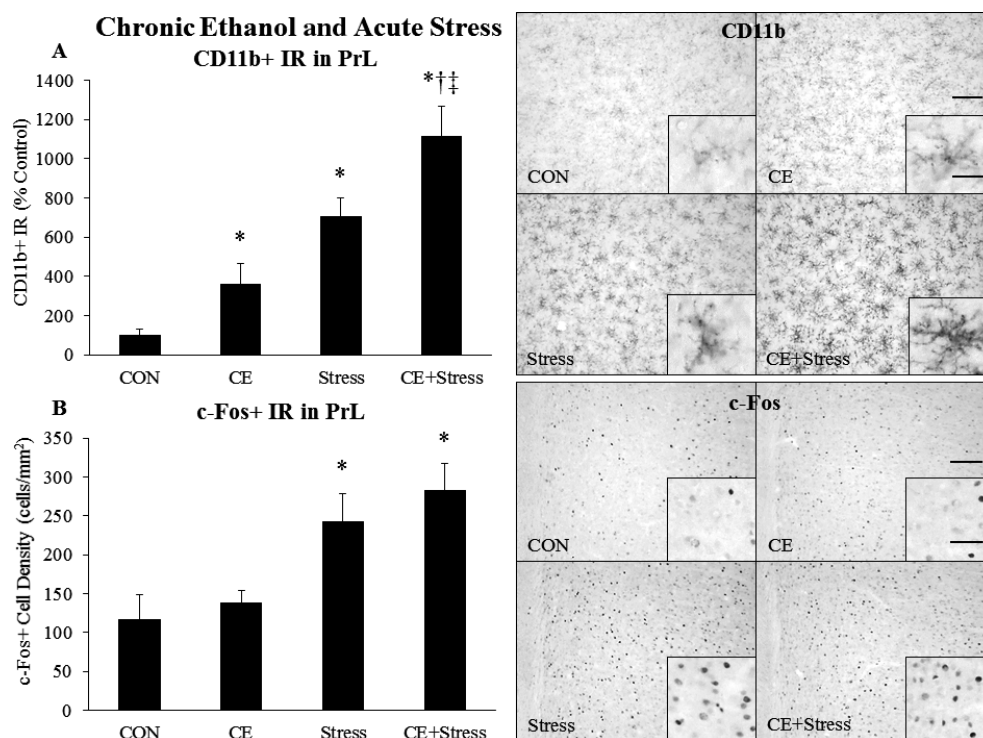 Chronic Ethanol and Acute Stress
A
CD11b+ IR in PrL
CD11b+ IR (% Control)
1400
1200
1000
800
600
400
200
0
*
*
*†‡
CON
CE
Stress
CE+Stress
CD11b
CON
CE
Stress
CE+Stress
B
c-Fos+ IR in PrL
c-Fos+ Cell Density (cells/mm²)
350
300
250
200
150
100
50
0
*
*
CON
CE
Stress
CE+Stress
c-Fos
CON
CE
Stress
CE+Stress